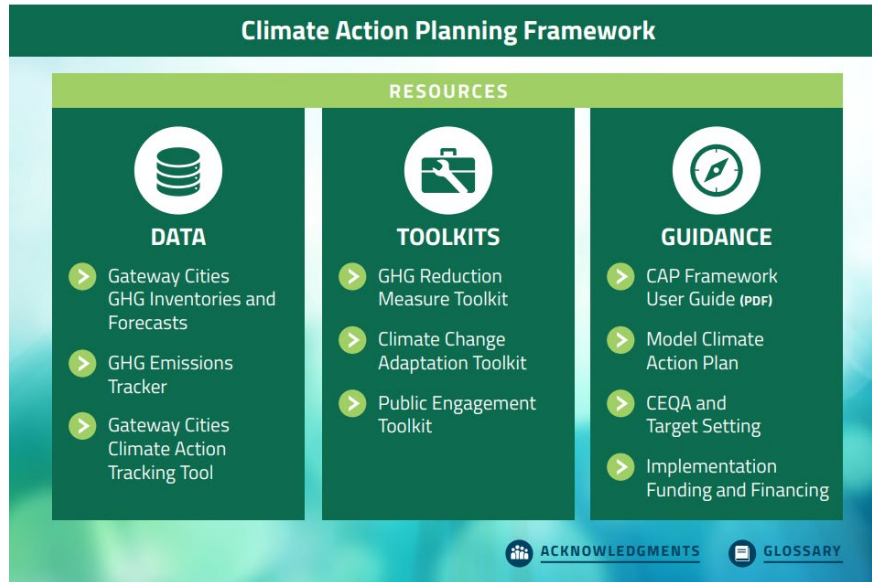 Climate Action Planning Framework
RESOURCES
DATA
Gateway Cities
GHG Inventories and
Forecasts
GHG Emissions
Tracker
Gateway Cities
Climate Action
Tracking Tool
TOOLKITS
GHG Reduction
Measure Toolkit
Climate Change
Adaptation Toolkit
Public Engagement
Toolkit
GUIDANCE
CAP Framework
User Guide (PDF)
Model Climate
Action Plan
CEQA and
Target Setting
Implementation
Funding and Financing
ACKNOWLEDGMENTS
GLOSSARY